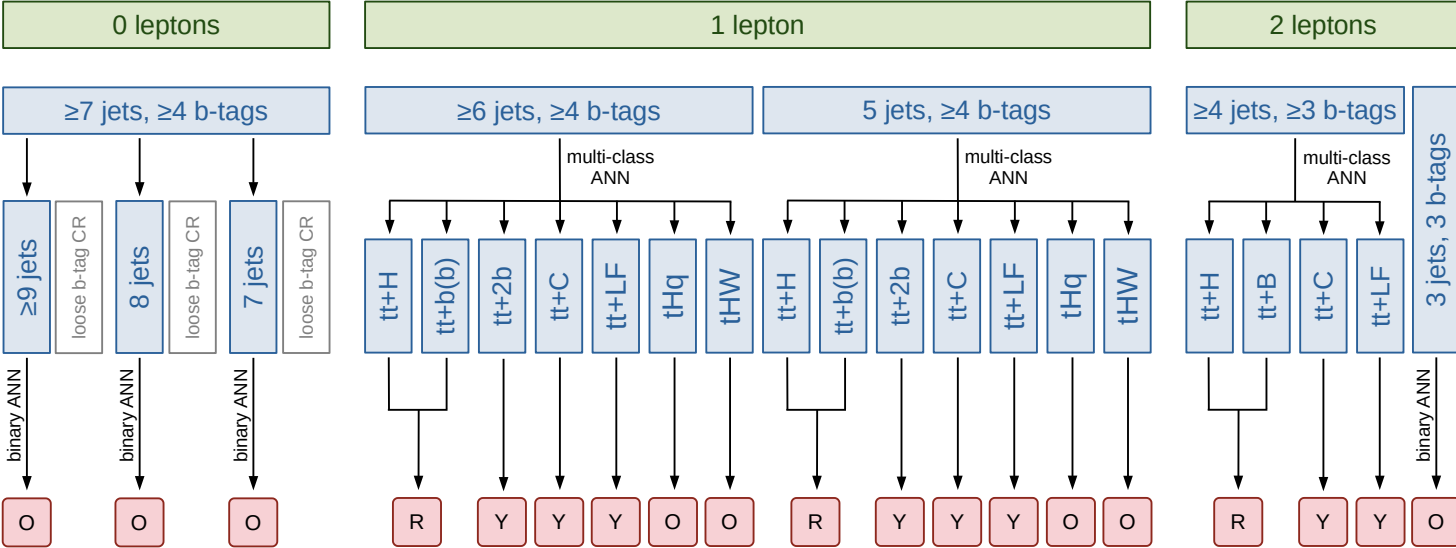 0 leptons
1 lepton
2 leptons
≥7 jets, ≥4 b-tags
≥6 jets, ≥4 b-tags
5 jets, ≥4 b-tags
≥4 jets, ≥3 b-tags
3 jets, 3 b-tags
multi-class
ANN
multi-class
ANN
multi-class
ANN
≥9 jets
loose b-tag CR
8 jets
loose b-tag CR
7 jets
loose b-tag CR
tt+H
tt+b(b)
tt+2b
tt+C
tt+LF
tHq
tHW
tt+H
tt+b(b)
tt+2b
tt+C
tt+LF
tHq
tHW
tt+H
tt+B
tt+C
tt+LF
binary ANN
binary ANN
binary ANN
binary ANN
O
O
O
R
Y
Y
Y
O
O
R
Y
Y
Y
O
O
R
Y
Y
O